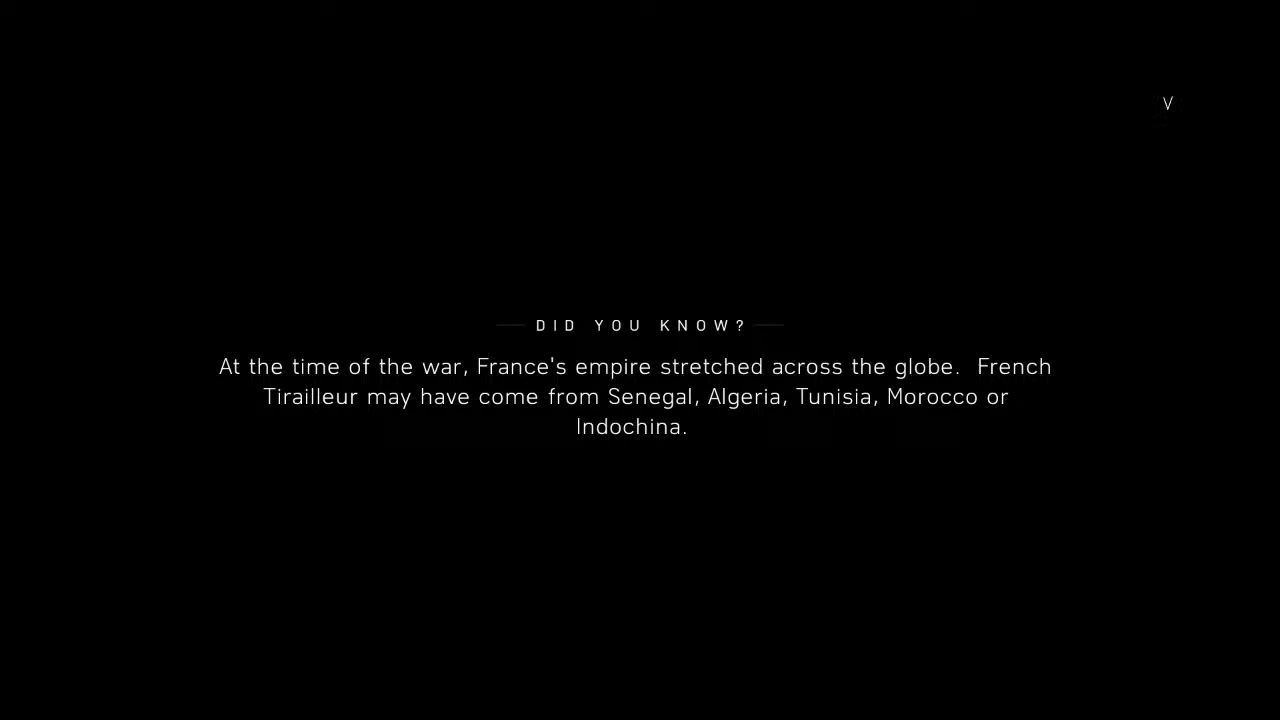 V
DID YOU KNOW?
At the time of the war, France's empire stretched across the globe.  French
Tirailleur may have come from Senegal, Algeria, Tunisia, Morocco or
Indochina.